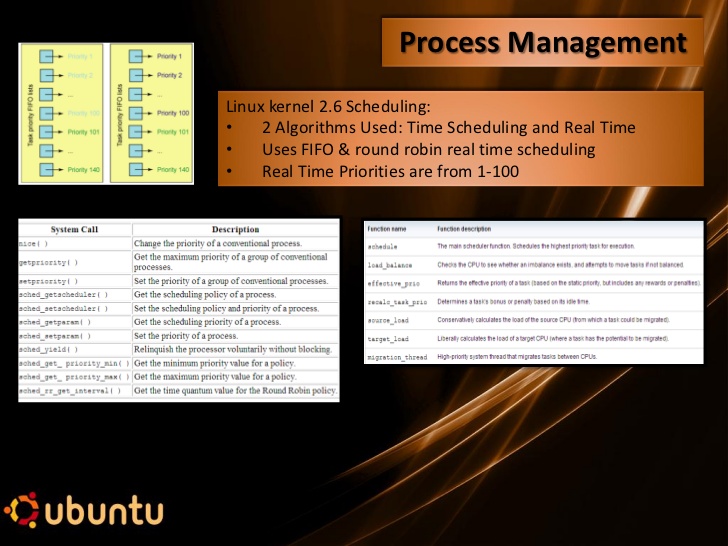 Process Management
Task priority FIFO lists
Priority 1
Priority 2
...
Priority 100
Priority 101
...
Priority 140
Task priority FIFO lists
Priority 1
Priority 2
...
Priority 100
Priority 101
...
Priority 140
Linux kernel 2.6 Scheduling:
• 2 Algorithms Used: Time Scheduling and Real Time
• Uses FIFO & round robin real time scheduling
• Real Time Priorities are from 1-100
System Call Description
nice( ) Change the priority of a conventional process.
getpriority( ) Get the maximum priority of a group of conventional
processes.
setpriority( ) Set the priority of a group of conventional processes.
sched_getscheduler( ) Get the scheduling policy of a process.
sched_setscheduler( ) Set the scheduling policy and priority of a process.
sched_getparam( ) Get the scheduling priority of a process.
sched_setparam( ) Set the priority of a process.
sched_yield( ) Relinquish the processor voluntarily without blocking.
sched_get_ priority_min( ) Get the minimum priority value for a policy.
sched_get_ priority_max( ) Get the maximum priority value for a policy.
sched_rr_get_interval( ) Get the time quantum value for the Round Robin policy.
Function name Function description
schedule The main scheduler function. Schedules the highest priority task for execution.
load_balance Checks the CPU to see whether an imbalance exists, and attempts to move tasks if not balanced.
effective_prio Returns the effective priority of a task (based on the static priority, but includes any rewards or penalties).
recalc_task_prio Determines a task's bonus or penalty based on its idle time.
source_load Conservatively calculates the load of the source CPU (from which a task could be migrated).
target_load Liberally calculates the load of a target CPU (where a task has the potential to be migrated).
migration_thread High-priority system thread that migrates tasks between CPUs.
ubuntu